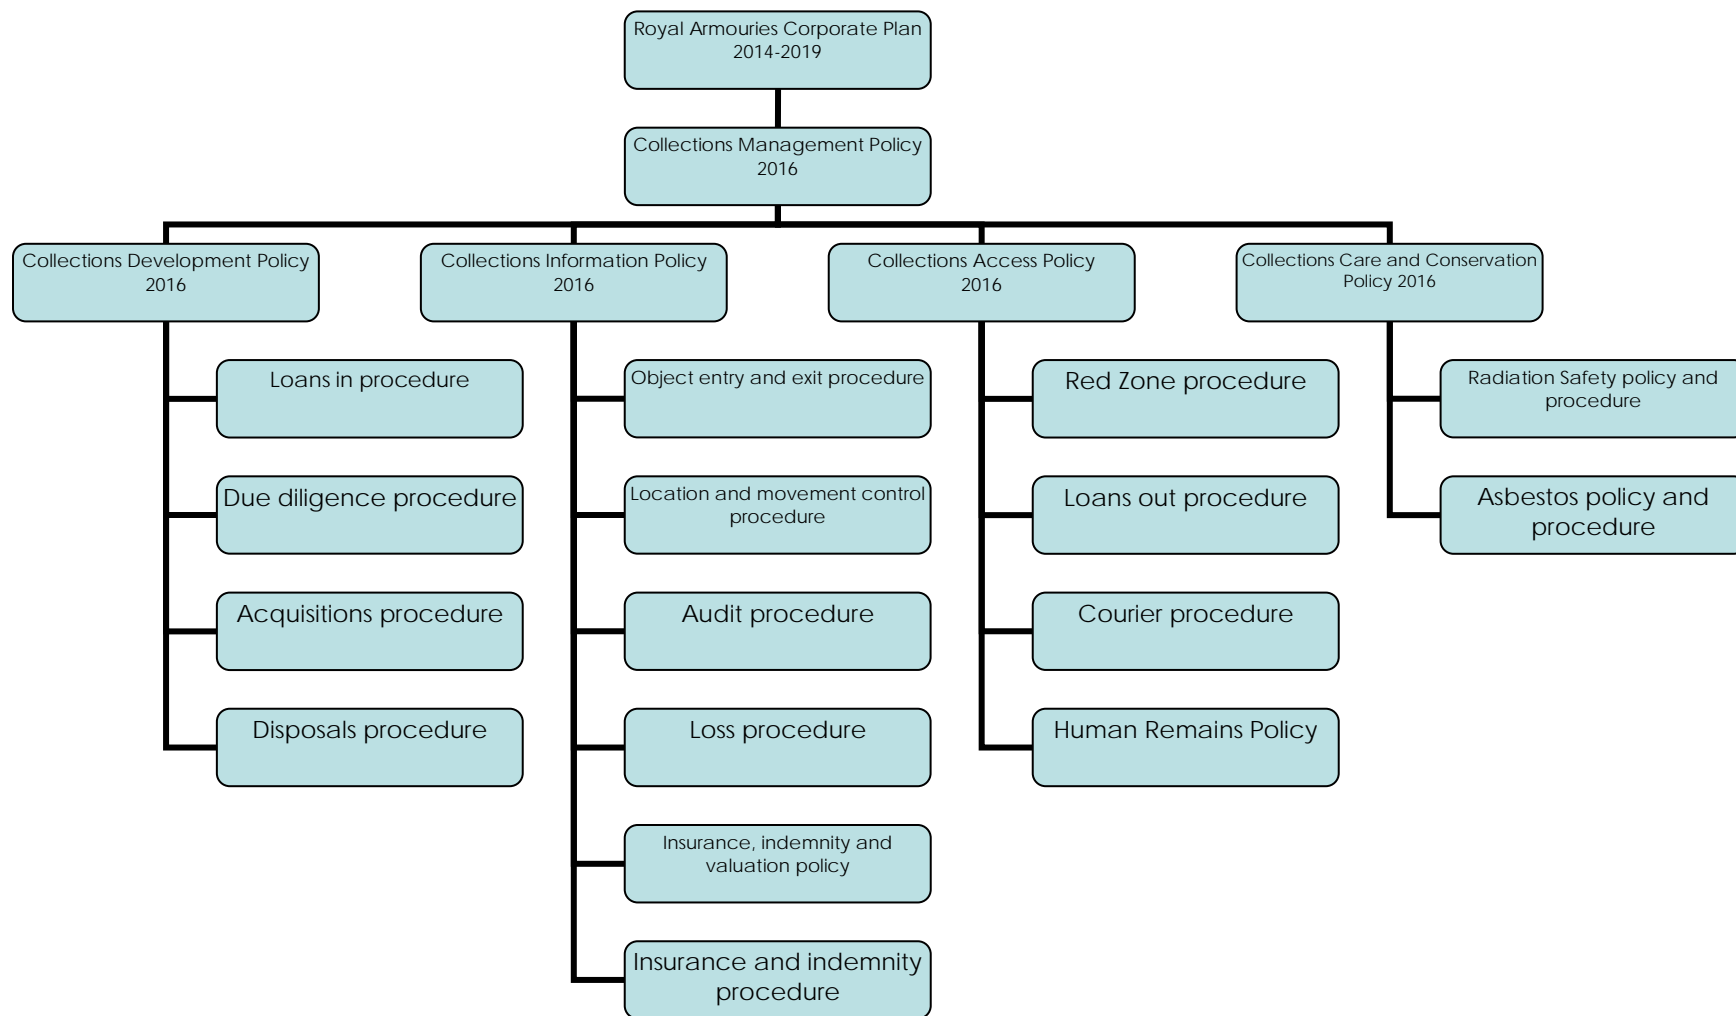 Royal Armouries Corporate Plan
2014-2019
Collections Management Policy
2016
Collections Development Policy
2016
Collections Information Policy
2016
Collections Access Policy
2016
Collections Care and Conservation
Policy 2016
Loans in procedure
Due diligence procedure
Acquisitions procedure
Disposals procedure
Object entry and exit procedure
Location and movement control
procedure
Audit procedure
Loss procedure
Insurance, indemnity and
valuation policy
Insurance and indemnity
procedure
Red Zone procedure
Loans out procedure
Courier procedure
Human Remains Policy
Radiation Safety policy and
procedure
Asbestos policy and
procedure